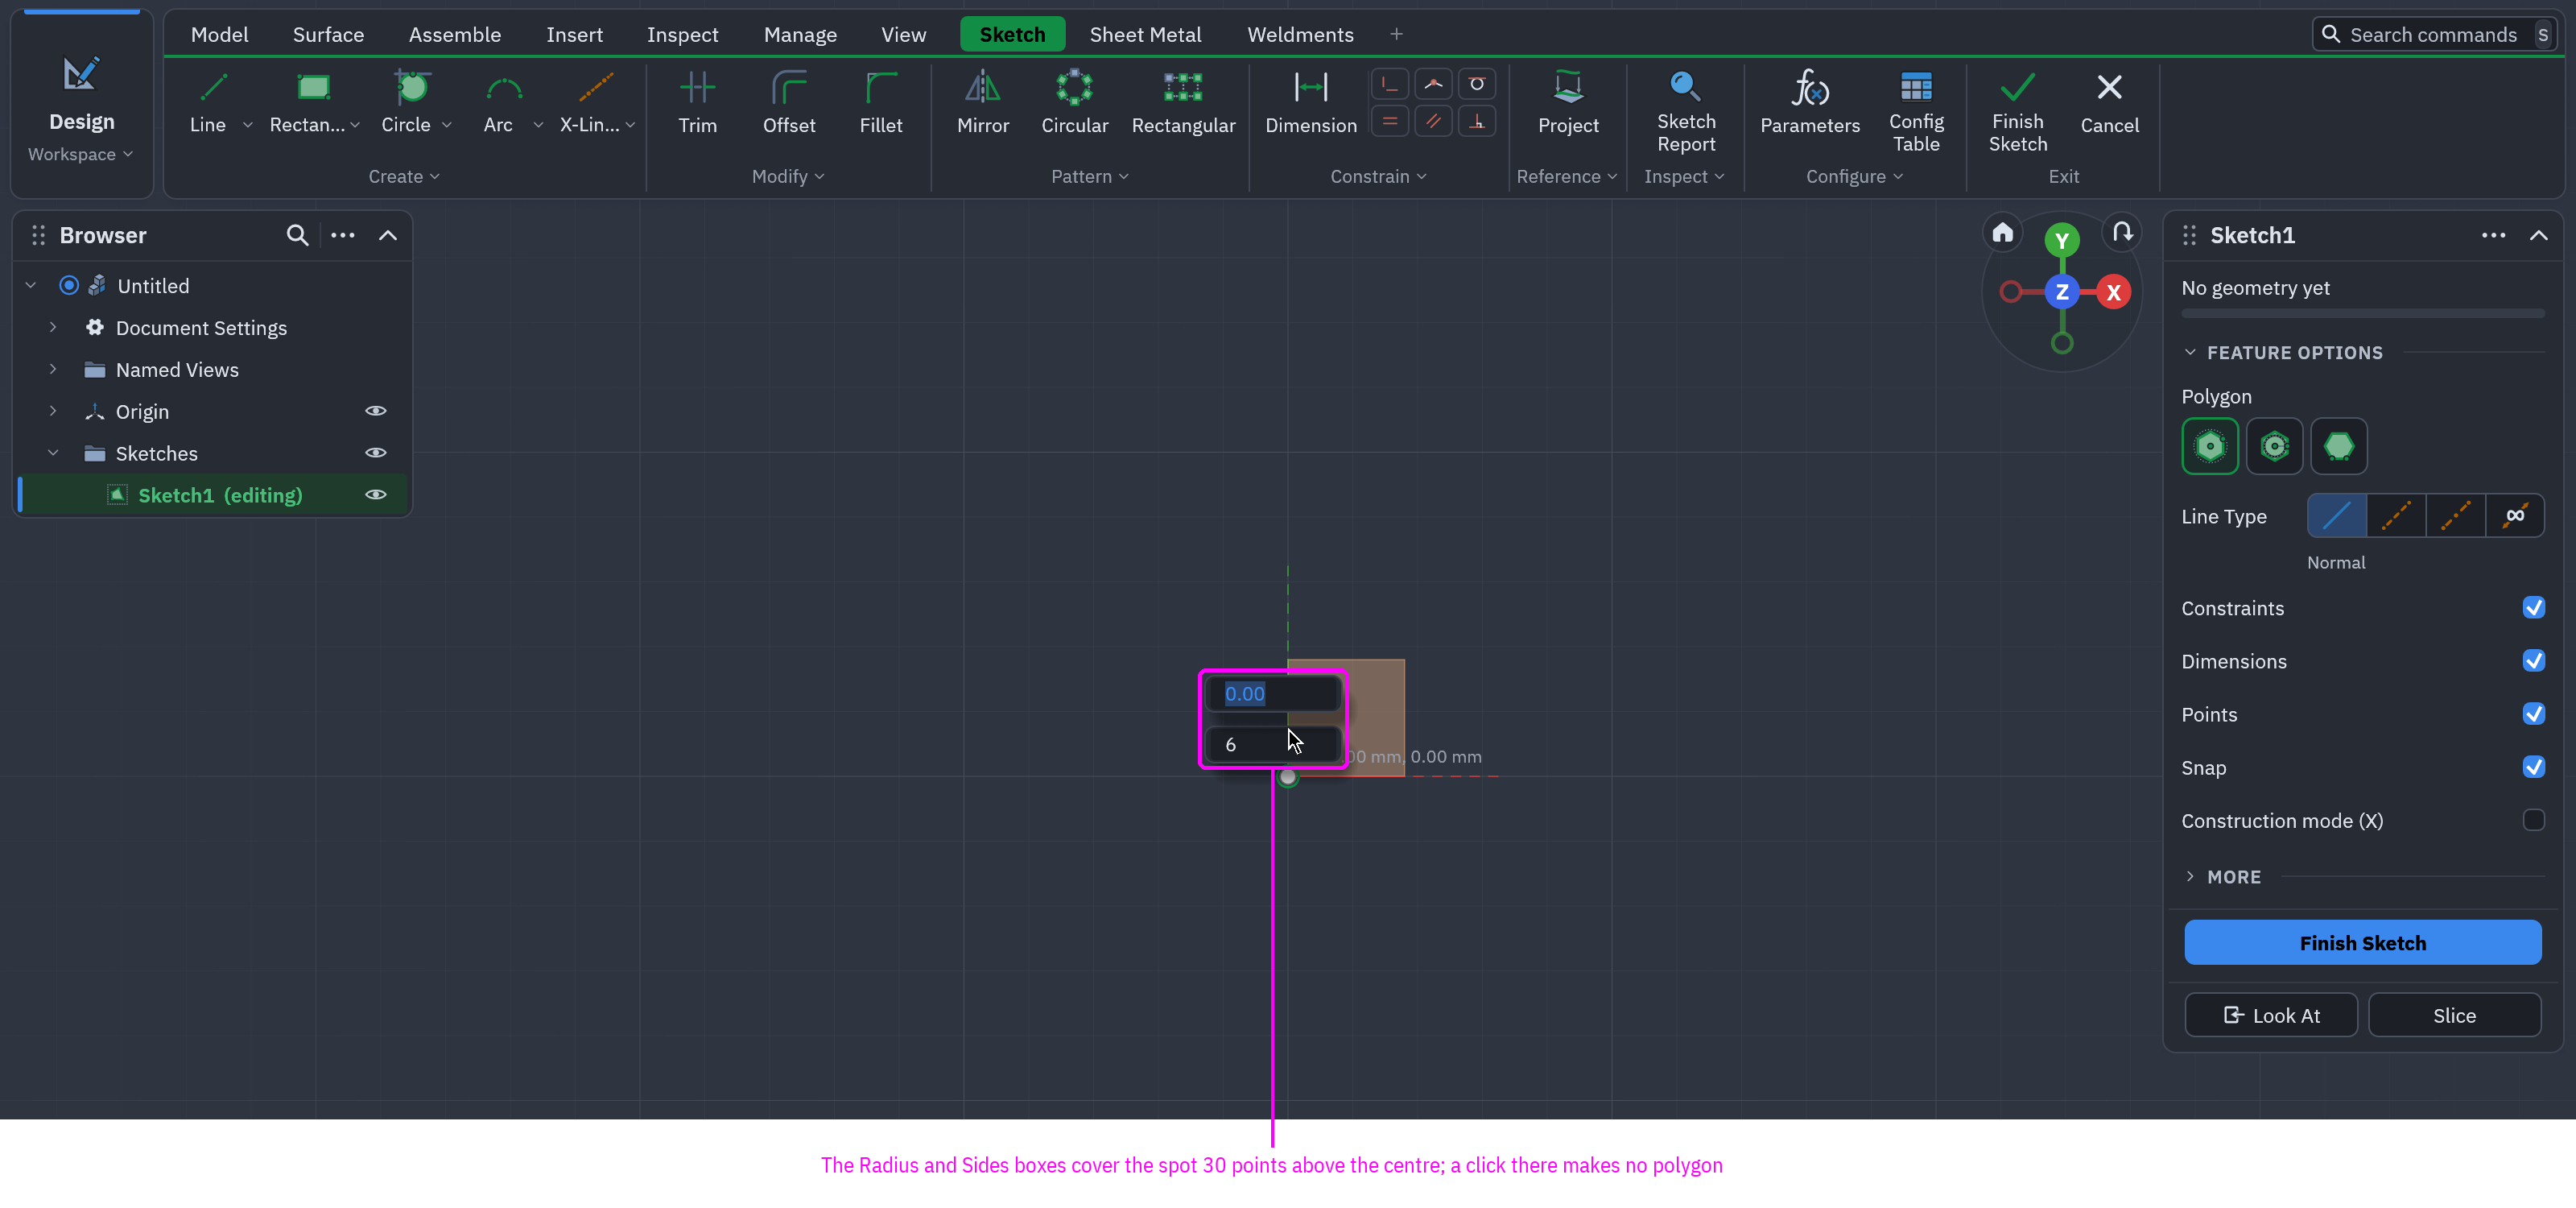 Design
Workspace
Model Surface Assemble Insert Inspect Manage View Sketch Sheet Metal Weldments +
Search commands S
Line Rectan... Circle Arc X-Lin...
Create
Trim Offset Fillet
Modify
Mirror Circular Rectangular
Pattern
Dimension
Constrain
Project
Reference
Sketch Report
Inspect
Parameters Config Table
Configure
Finish Sketch Cancel
Exit
Browser
Untitled
Document Settings
Named Views
Origin
Sketches
Sketch1 (editing)
Y
Z X
0.00
6
00 mm, 0.00 mm
Sketch1
No geometry yet
FEATURE OPTIONS
Polygon
Line Type
Normal
Constraints
Dimensions
Points
Snap
Construction mode (X)
MORE
Finish Sketch
Look At Slice
The Radius and Sides boxes cover the spot 30 points above the centre; a click there makes no polygon